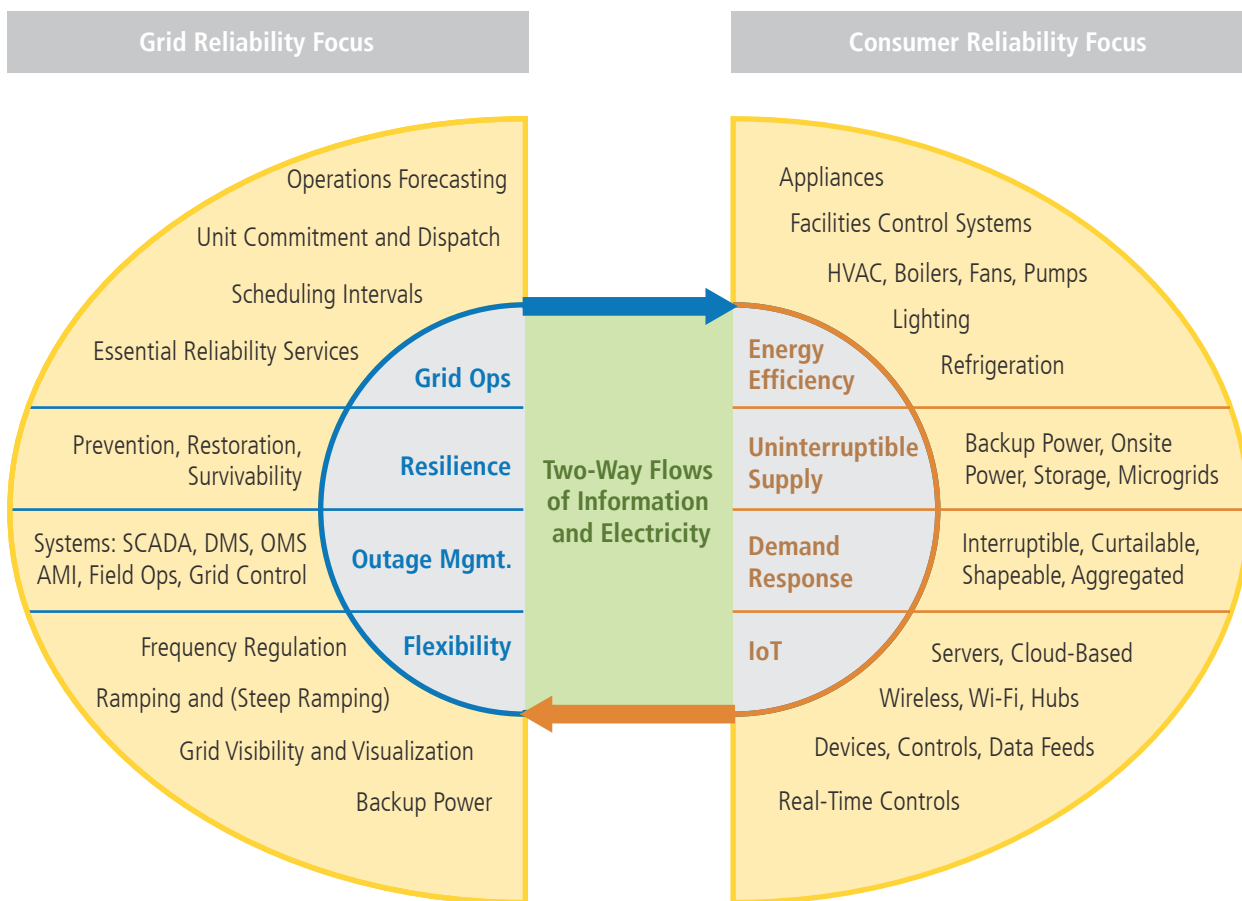 Grid Reliability Focus
Consumer Reliability Focus
Operations Forecasting
Unit Commitment and Dispatch
Scheduling Intervals
Essential Reliability Services
Grid Ops
Prevention, Restoration,
Survivability
Resilience
Systems: SCADA, DMS, OMS
AMI, Field Ops, Grid Control
Outage Mgmt.
Frequency Regulation
Flexibility
Ramping and (Steep Ramping)
Grid Visibility and Visualization
Backup Power
Two-Way Flows
of Information
and Electricity
Appliances
Facilities Control Systems
HVAC, Boilers, Fans, Pumps
Lighting
Refrigeration
Energy
Efficiency
Uninterruptible
Supply
Backup Power, Onsite
Power, Storage, Microgrids
Demand
Response
Interruptible, Curtailable,
Shapeable, Aggregated
IoT
Servers, Cloud-Based
Wireless, Wi-Fi, Hubs
Devices, Controls, Data Feeds
Real-Time Controls